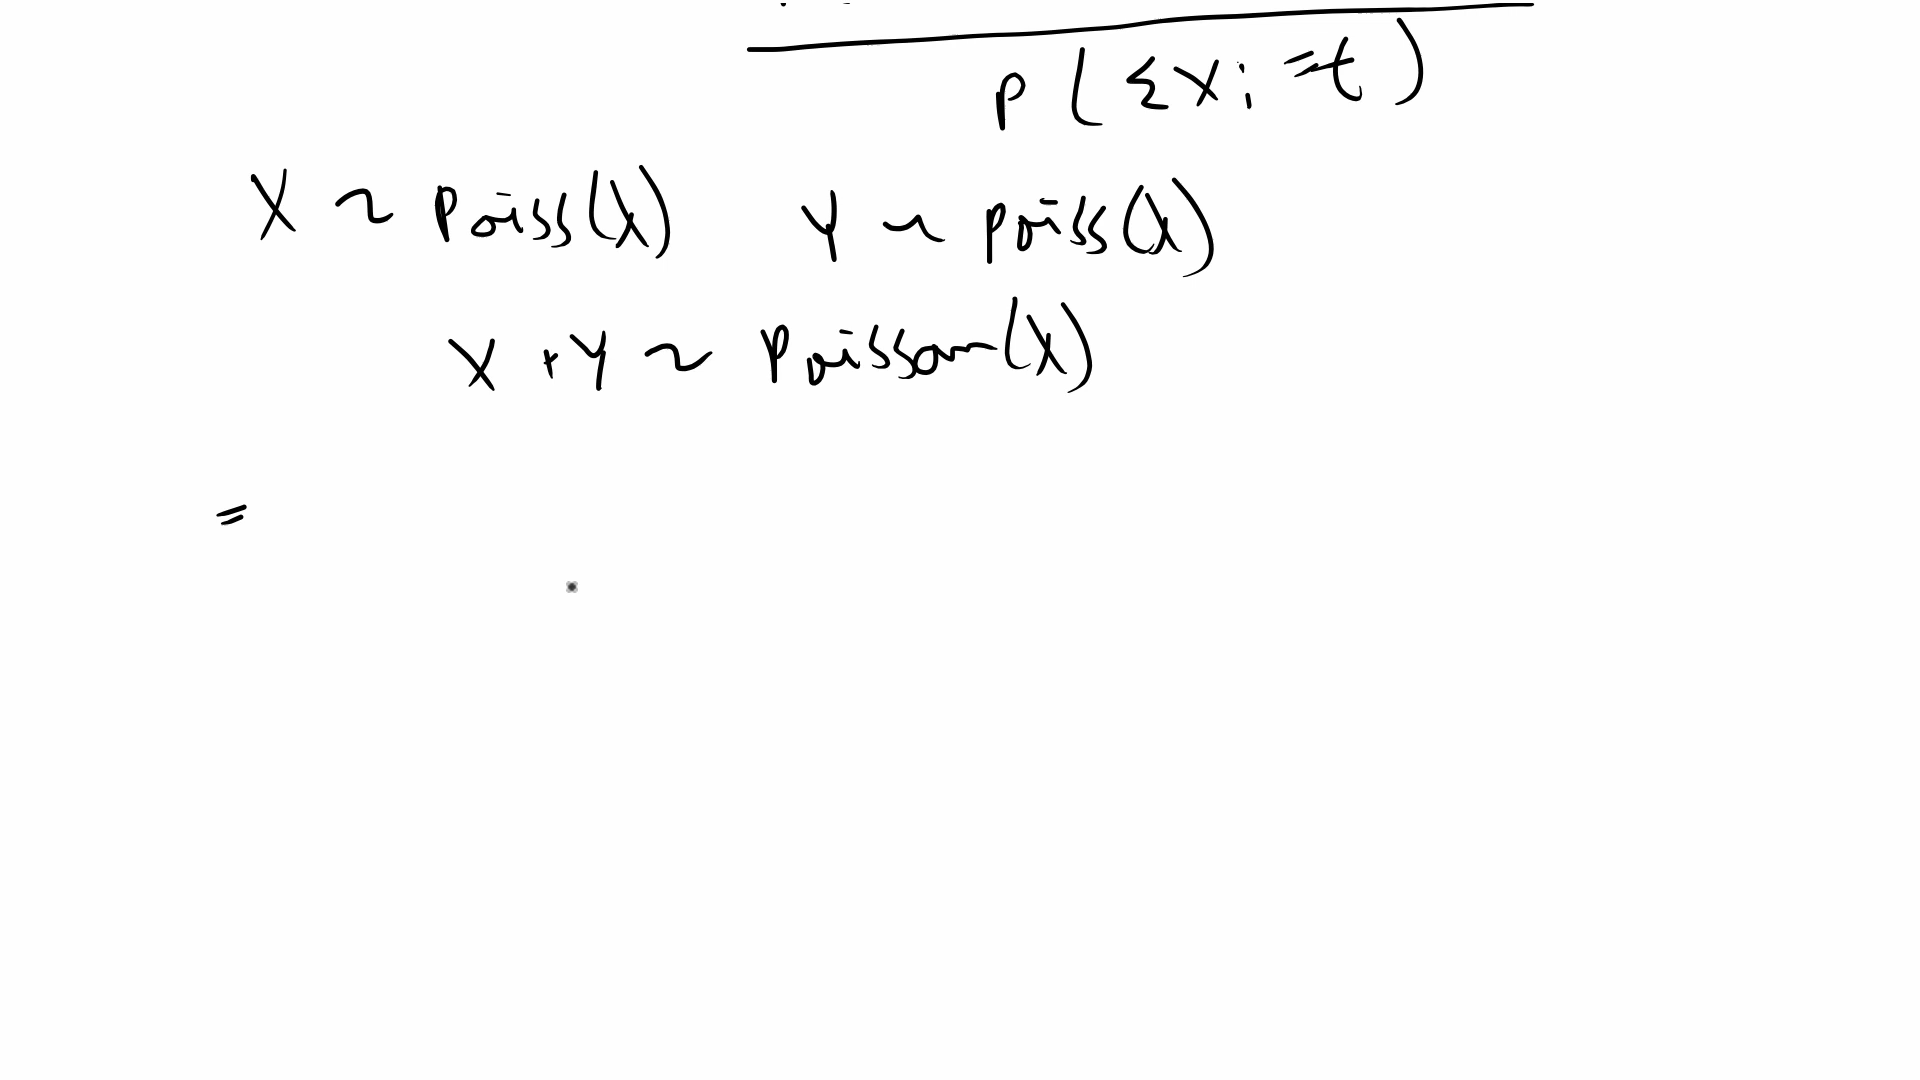 P(ΣXi=t)
X ~ Poiss(λ) Y ~ Poiss(λ)
X + Y ~ Poisson(λ)
=